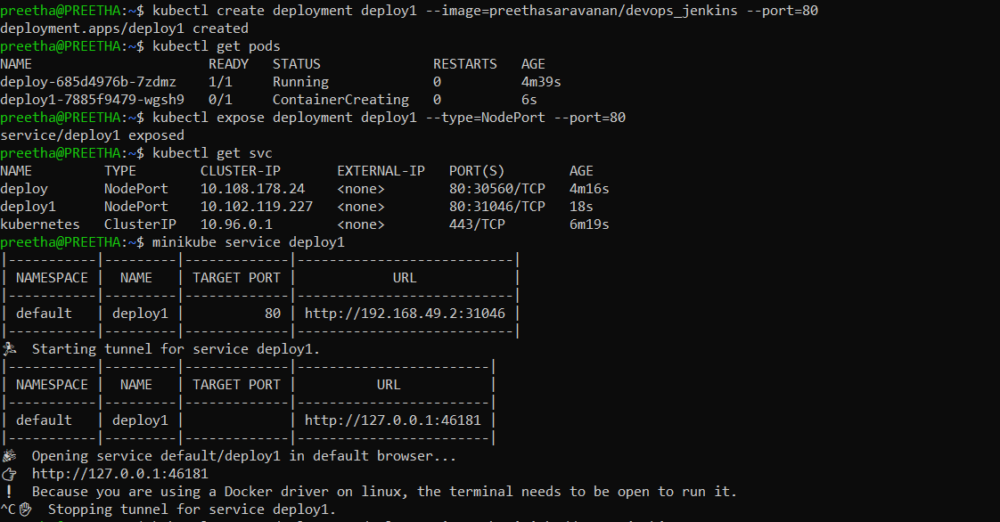 preetha@PREETHA:~$ kubectl create deployment deploy1 --image=preethasaravanan/devops_jenkins --port=80
deployment.apps/deploy1 created
preetha@PREETHA:~$ kubectl get pods
NAME                      READY   STATUS              RESTARTS   AGE
deploy-685d4976b-7zdmz    1/1     Running             0          4m39s
deploy1-7885f9479-wgsh9   0/1     ContainerCreating   0          6s
preetha@PREETHA:~$ kubectl expose deployment deploy1 --type=NodePort --port=80
service/deploy1 exposed
preetha@PREETHA:~$ kubectl get svc
NAME         TYPE        CLUSTER-IP       EXTERNAL-IP   PORT(S)        AGE
deploy       NodePort    10.108.178.24    <none>        80:30560/TCP   4m16s
deploy1      NodePort    10.102.119.227   <none>        80:31046/TCP   18s
kubernetes   ClusterIP   10.96.0.1        <none>        443/TCP        6m19s
preetha@PREETHA:~$ minikube service deploy1
|-----------|---------|-------------|---------------------------|
| NAMESPACE |  NAME   | TARGET PORT |            URL            |
|-----------|---------|-------------|---------------------------|
| default   | deploy1 |          80 | http://192.168.49.2:31046 |
|-----------|---------|-------------|---------------------------|
🏃  Starting tunnel for service deploy1.
|-----------|---------|-------------|------------------------|
| NAMESPACE |  NAME   | TARGET PORT |          URL           |
|-----------|---------|-------------|------------------------|
| default   | deploy1 |             | http://127.0.0.1:46181 |
|-----------|---------|-------------|------------------------|
🎉  Opening service default/deploy1 in default browser...
👉  http://127.0.0.1:46181
❗  Because you are using a Docker driver on linux, the terminal needs to be open to run it.
^C✋  Stopping tunnel for service deploy1.